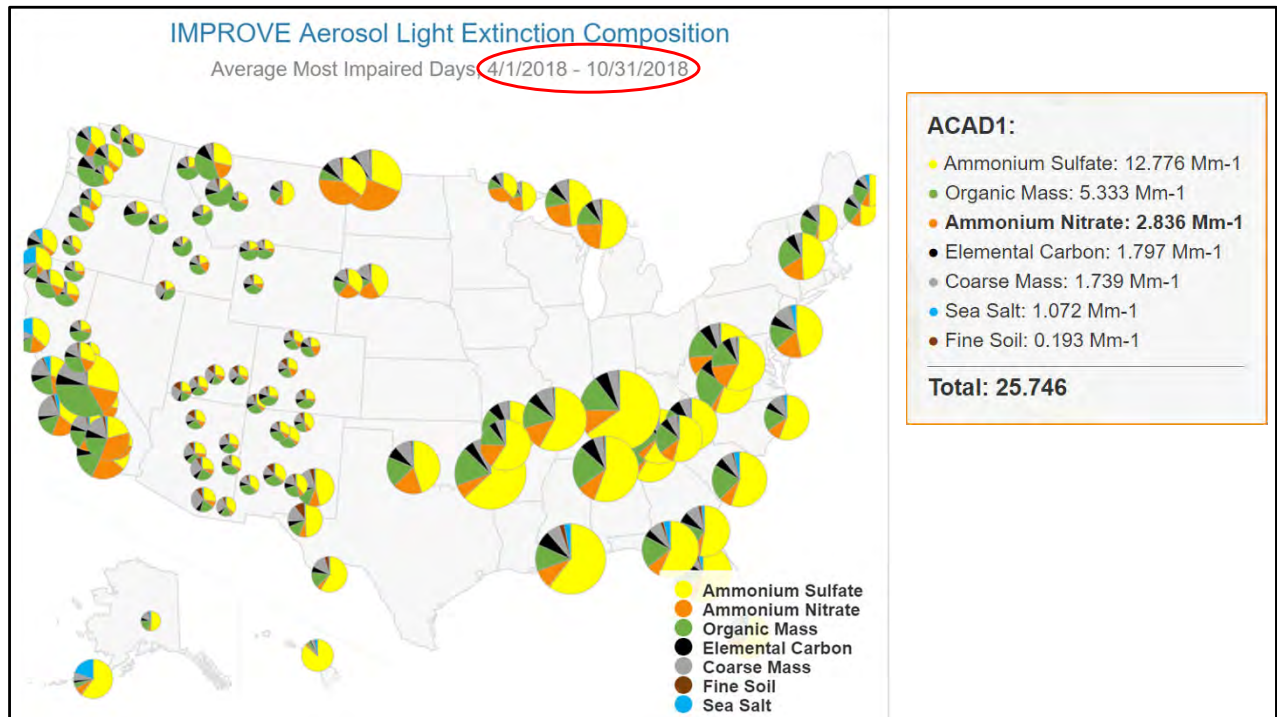 IMPROVE Aerosol Light Extinction Composition
Average Most Impaired Days, 4/1/2018 - 10/31/2018
ACAD1:
Ammonium Sulfate: 12.776 Mm-1
Organic Mass: 5.333 Mm-1
Ammonium Nitrate: 2.836 Mm-1
Elemental Carbon: 1.797 Mm-1
Coarse Mass: 1.739 Mm-1
Sea Salt: 1.072 Mm-1
Fine Soil: 0.193 Mm-1
Total: 25.746
Ammonium Sulfate
Ammonium Nitrate
Organic Mass
Elemental Carbon
Coarse Mass
Fine Soil
Sea Salt